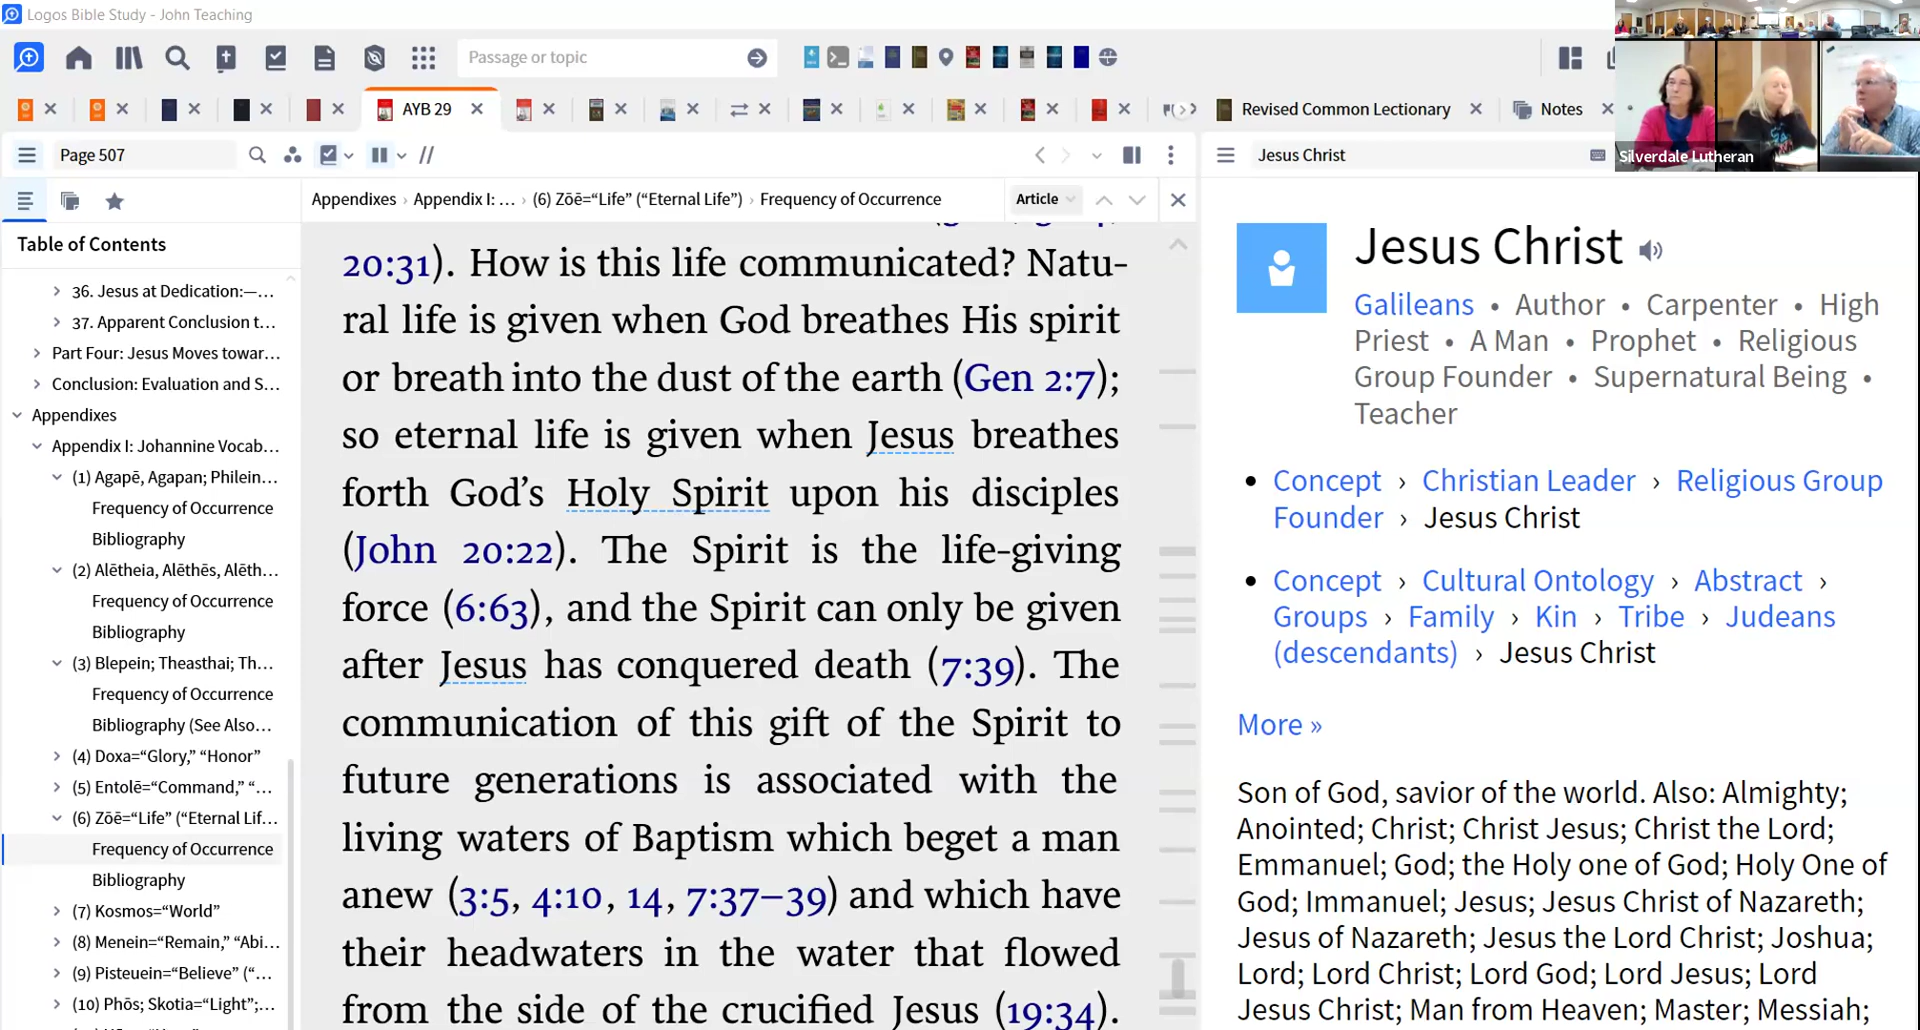 Logos Bible Study - John Teaching
Passage or topic
AYB 29
Revised Common Lectionary
Notes
Silverdale Lutheran
Page 507
Jesus Christ
Appendixes › Appendix I: … › (6) Zōē=“Life” (“Eternal Life”) › Frequency of Occurrence
Article
Table of Contents
36. Jesus at Dedication:—…
37. Apparent Conclusion t…
Part Four: Jesus Moves towar…
Conclusion: Evaluation and S…
Appendixes
Appendix I: Johannine Vocab…
(1) Agapē, Agapan; Philein…
Frequency of Occurrence
Bibliography
(2) Alētheia, Alēthēs, Alēth…
Frequency of Occurrence
Bibliography
(3) Blepein; Theasthai; Th…
Frequency of Occurrence
Bibliography (See Also…
(4) Doxa=“Glory,” “Honor”
(5) Entolē=“Command,” “…
(6) Zōē=“Life” (“Eternal Lif…
Frequency of Occurrence
Bibliography
(7) Kosmos=“World”
(8) Menein=“Remain,” “Abi…
(9) Pisteuein=“Believe” (“…
(10) Phōs; Skotia=“Light”;…
20:31). How is this life communicated? Natu-
ral life is given when God breathes His spirit
or breath into the dust of the earth (Gen 2:7);
so eternal life is given when Jesus breathes
forth God’s Holy Spirit upon his disciples
(John 20:22). The Spirit is the life-giving
force (6:63), and the Spirit can only be given
after Jesus has conquered death (7:39). The
communication of this gift of the Spirit to
future generations is associated with the
living waters of Baptism which beget a man
anew (3:5, 4:10, 14, 7:37–39) and which have
their headwaters in the water that flowed
from the side of the crucified Jesus (19:34).
Jesus Christ
Galileans • Author • Carpenter • High
Priest • A Man • Prophet • Religious
Group Founder • Supernatural Being •
Teacher
• Concept › Christian Leader › Religious Group
Founder › Jesus Christ
• Concept › Cultural Ontology › Abstract ›
Groups › Family › Kin › Tribe › Judeans
(descendants) › Jesus Christ
More »
Son of God, savior of the world. Also: Almighty;
Anointed; Christ; Christ Jesus; Christ the Lord;
Emmanuel; God; the Holy one of God; Holy One of
God; Immanuel; Jesus; Jesus Christ of Nazareth;
Jesus of Nazareth; Jesus the Lord Christ; Joshua;
Lord; Lord Christ; Lord God; Lord Jesus; Lord
Jesus Christ; Man from Heaven; Master; Messiah;